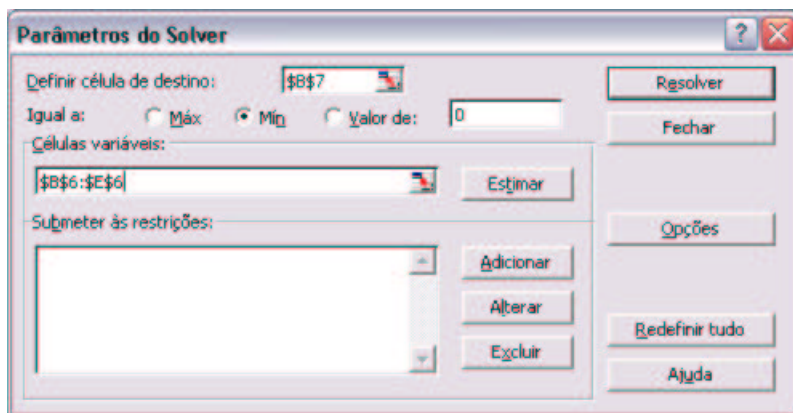 Parâmetros do Solver
Definir célula de destino: $B$7
Resolver
Igual a: Máx Mín Valor de: 0
Fechar
Células variáveis:
$B$6:$E$6
Estimar
Submeter às restrições:
Opções
Adicionar
Alterar
Redefinir tudo
Excluir
Ajuda